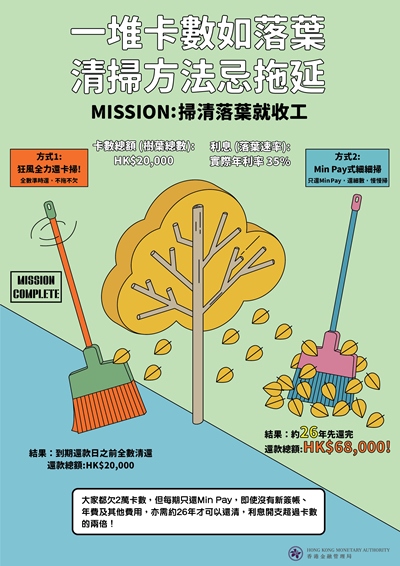 一堆卡數如落葉
清掃方法忌拖延
MISSION:掃清落葉就收工
卡數總額 (樹葉總數):
HK$20,000
利息 (落葉速率):
實際年利率 35%
方式1:
狂風全力還卡掃!
全數準時還，不拖不欠
方式2:
Min Pay式細細掃
只還MinPay，還細數，慢慢掃
MISSION
COMPLETE
結果：到期還款日之前全數清還
還款總額:HK$20,000
結果：約26年先還完
還款總額:HK$68,000!
大家都欠2萬卡數，但每期只還Min Pay，即使沒有新簽帳、
年費及其他費用，亦需約26年才可以還清，利息開支超過卡數
的兩倍！
HONG KONG MONETARY AUTHORITY
香港金融管理局